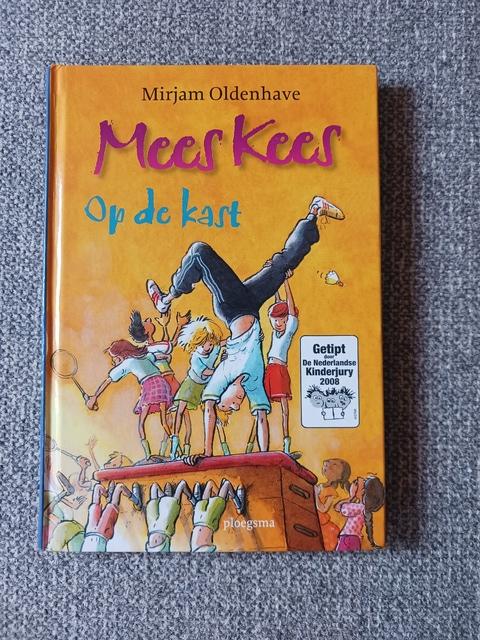 Mirjam Oldenhave
Mees Kees
Op de kast
Getipt
door
De Nederlandse
Kinderjury
2008
ploegsma